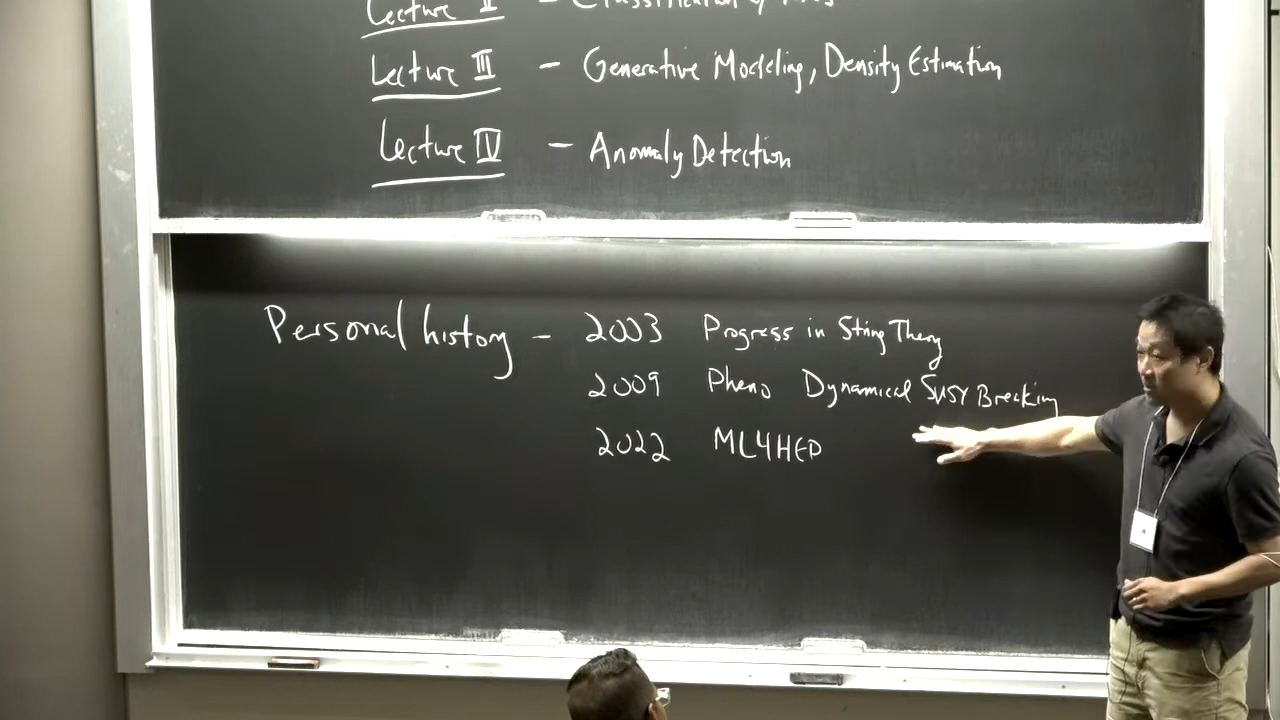 Lecture II - Classification of
Lecture III - Generative Modeling, Density Estimation
Lecture IV - Anomaly Detection
Personal history - 2003 Progress in String Theory
2009 Pheno Dynamical SUSY Breaking
2022 ML4HEP